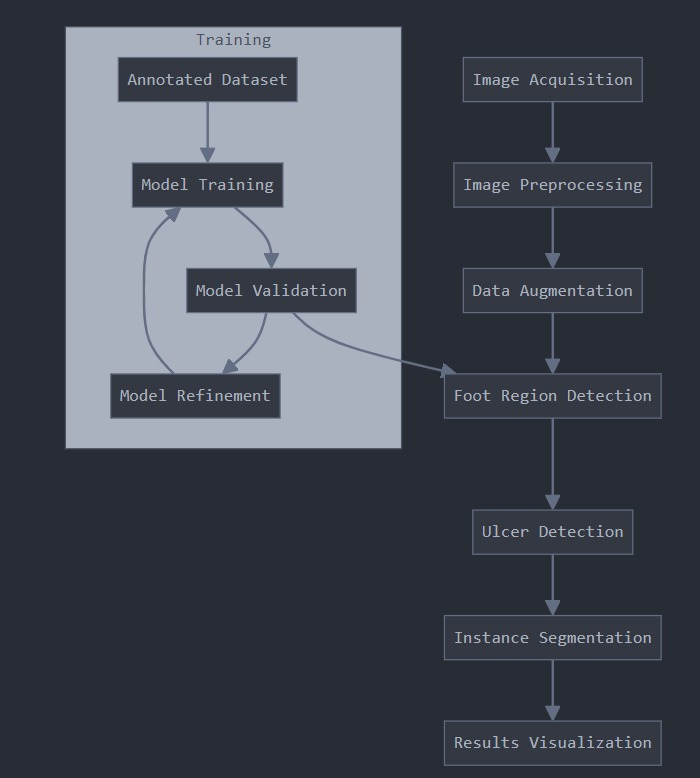 Training
Annotated Dataset
Model Training
Model Validation
Model Refinement
Image Acquisition
Image Preprocessing
Data Augmentation
Foot Region Detection
Ulcer Detection
Instance Segmentation
Results Visualization